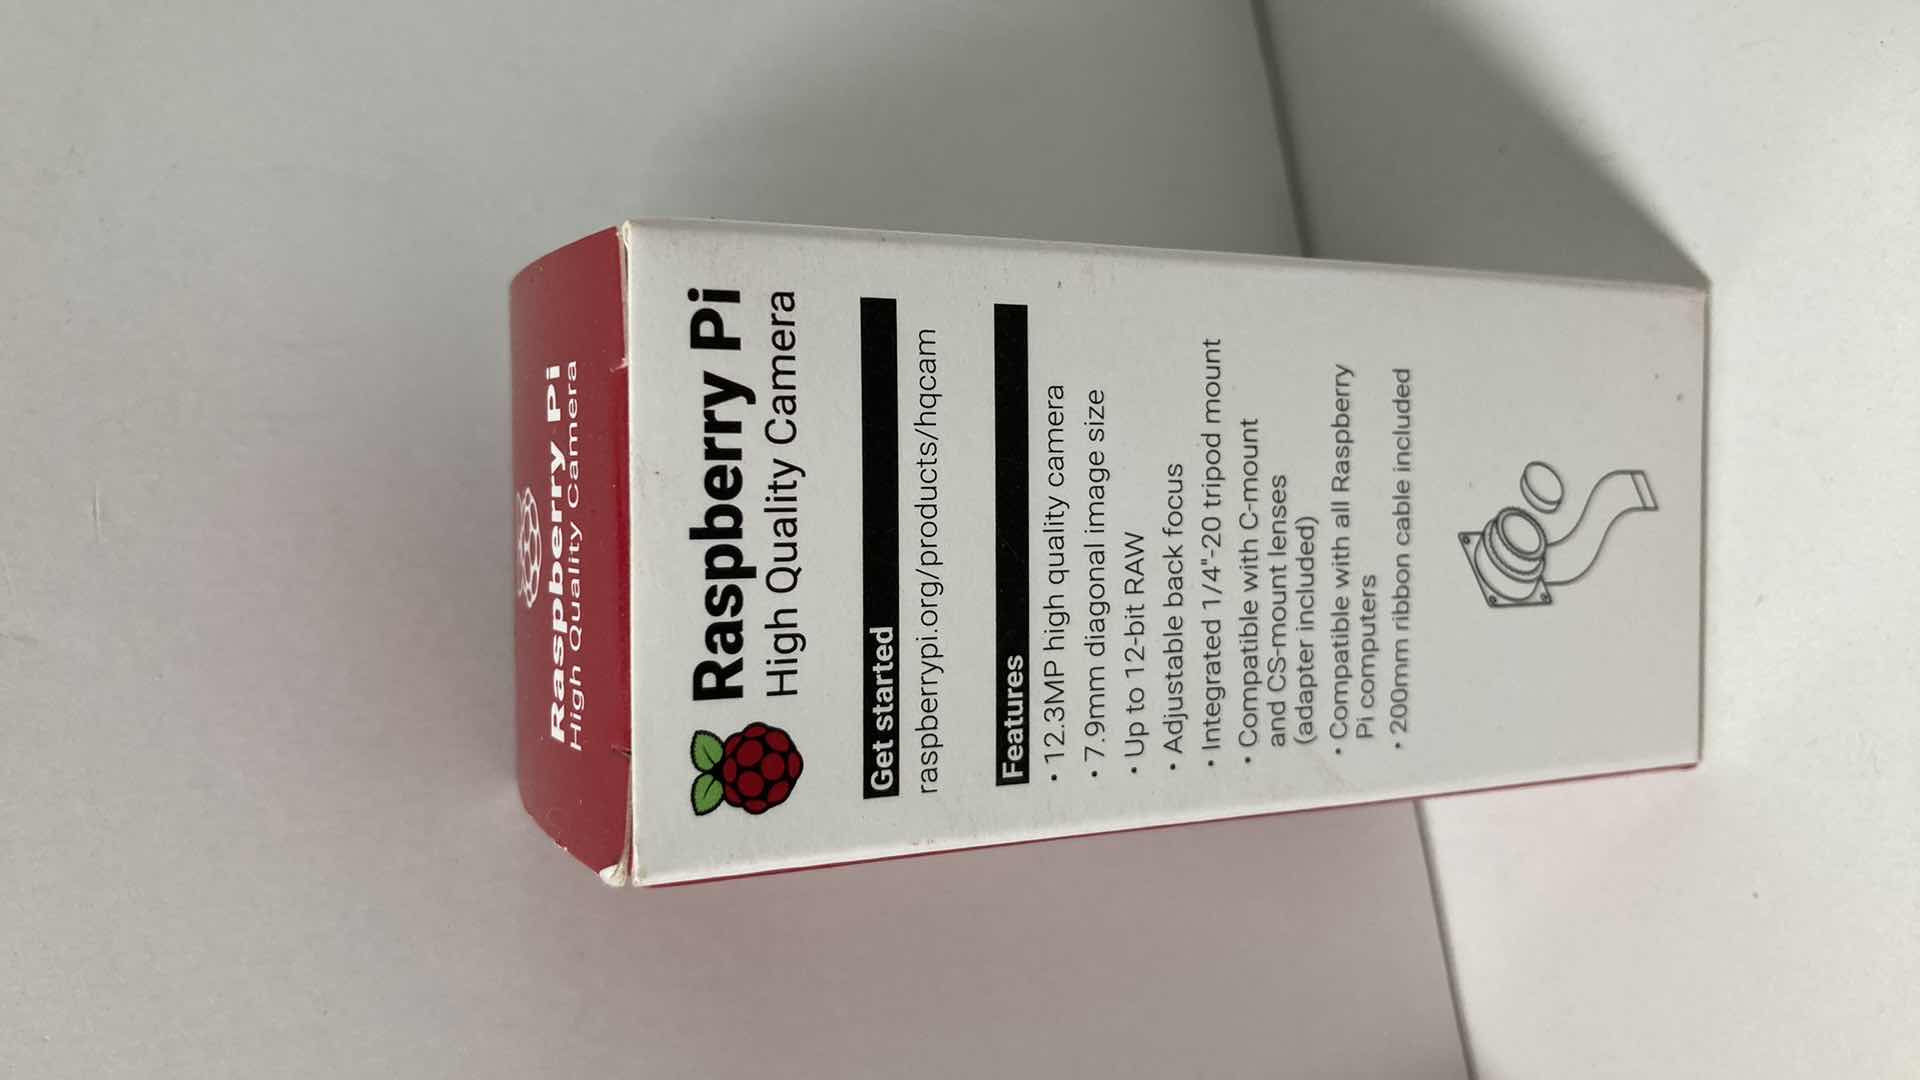 Raspberry Pi
High Quality Camera
Raspberry Pi
High Quality Camera
Get started
raspberrypi.org/products/hqcam
Features
• 12.3MP high quality camera
• 7.9mm diagonal image size
• Up to 12-bit RAW
• Adjustable back focus
• Integrated 1/4"-20 tripod mount
• Compatible with C-mount
and CS-mount lenses
(adapter included)
• Compatible with all Raspberry
Pi computers
• 200mm ribbon cable included